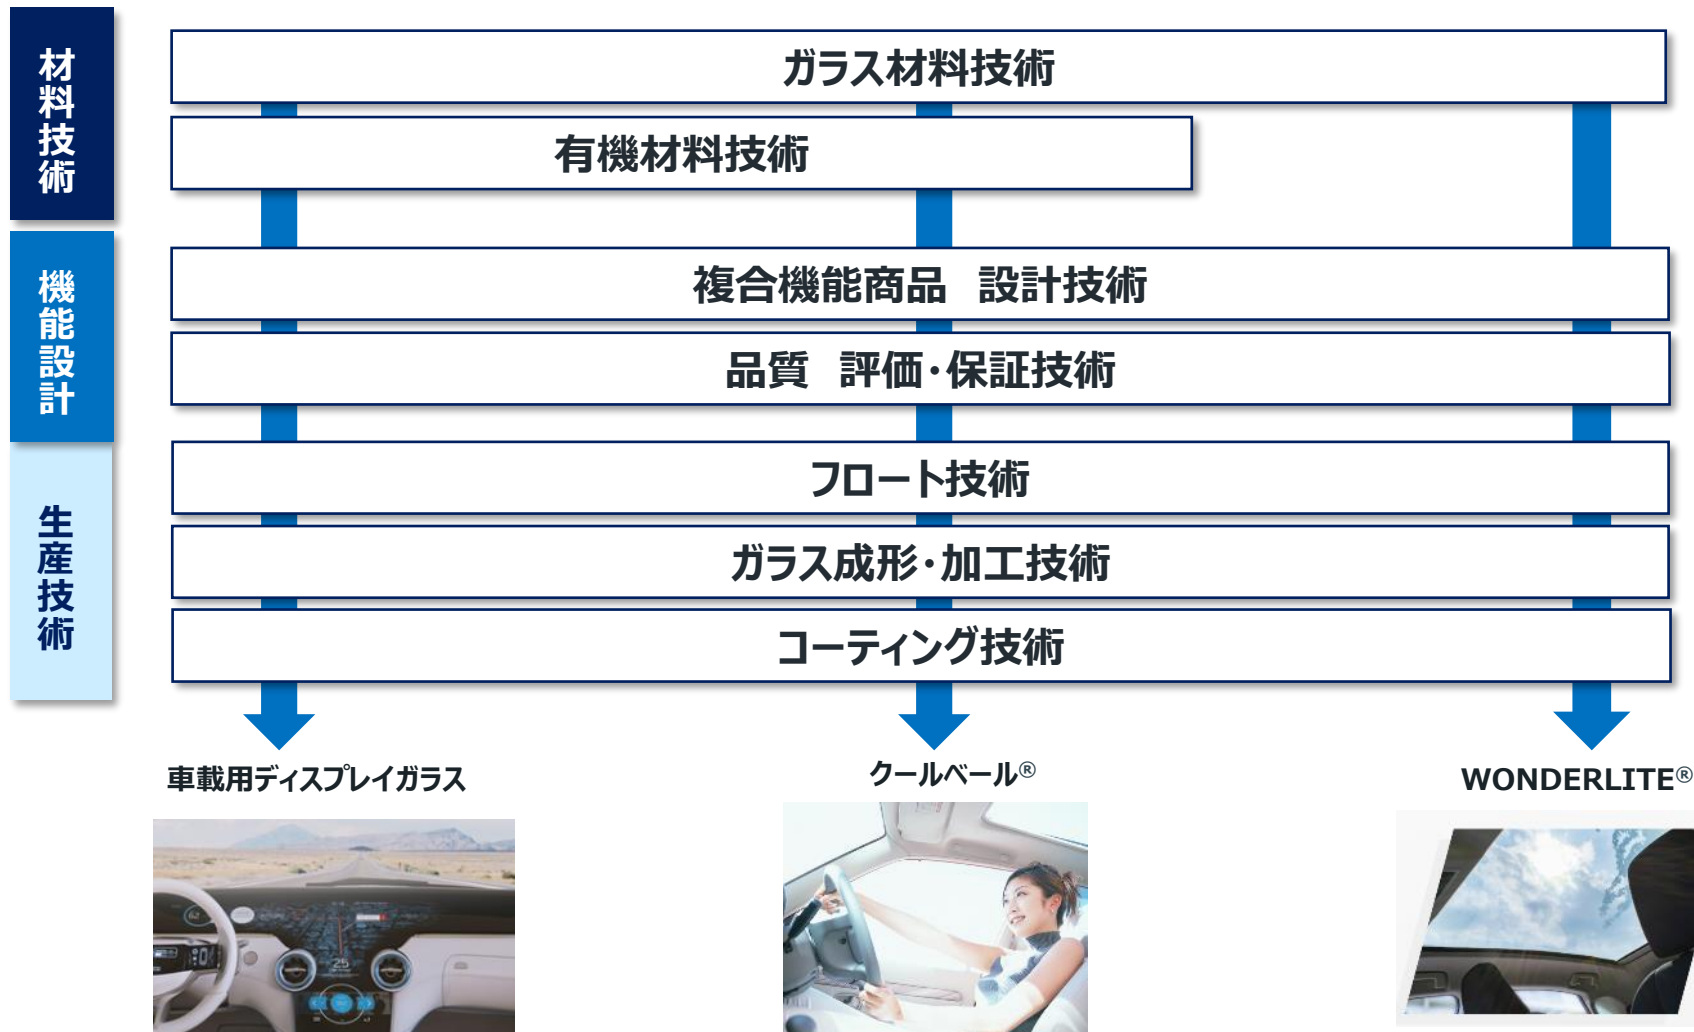 材料技術
ガラス材料技術
有機材料技術
機能設計
複合機能商品　設計技術
品質　評価・保証技術
生産技術
フロート技術
ガラス成形・加工技術
コーティング技術
車載用ディスプレイガラス
クールベール®
WONDERLITE®
25